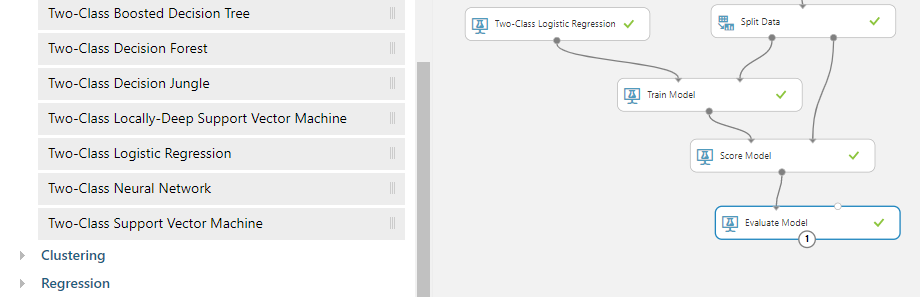 Two-Class Boosted Decision Tree
Two-Class Decision Forest
Two-Class Decision Jungle
Two-Class Locally-Deep Support Vector Machine
Two-Class Logistic Regression
Two-Class Neural Network
Two-Class Support Vector Machine
Clustering
Regression
Two-Class Logistic Regression
Split Data
Train Model
Score Model
Evaluate Model
1